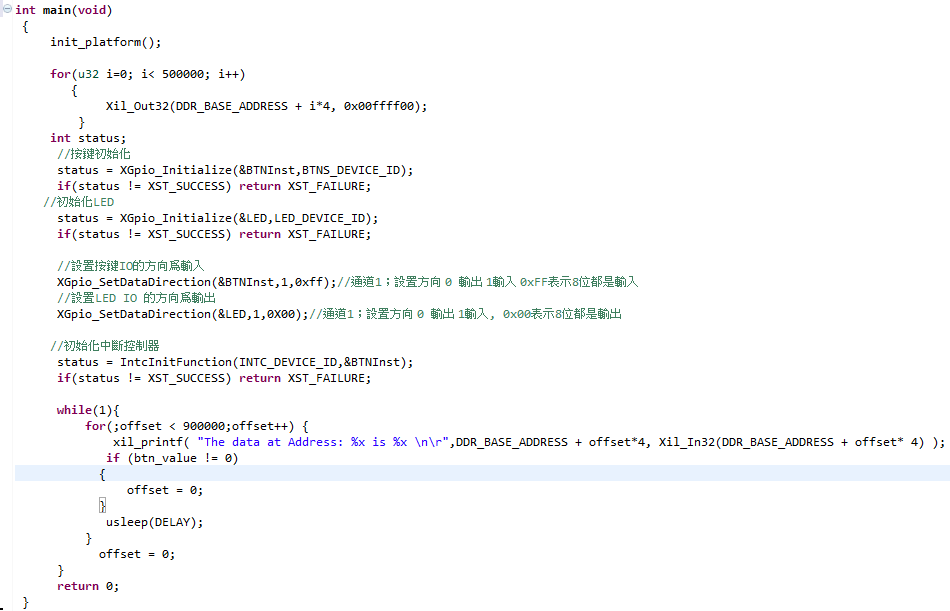 int main(void)
{
init_platform();
for(u32 i=0; i< 500000; i++)
{
Xil_Out32(DDR_BASE_ADDRESS + i*4, 0x00ffff00);
}
int status;
//按鍵初始化
status = XGpio_Initialize(&BTNInst,BTNS_DEVICE_ID);
if(status != XST_SUCCESS) return XST_FAILURE;
//初始化LED
status = XGpio_Initialize(&LED,LED_DEVICE_ID);
if(status != XST_SUCCESS) return XST_FAILURE;
//設置按鍵IO的方向爲輸入
XGpio_SetDataDirection(&BTNInst,1,0xff);//通道1；設置方向 0 輸出 1輸入 0xFF表示8位都是輸入
//設置LED IO 的方向爲輸出
XGpio_SetDataDirection(&LED,1,0X00);//通道1；設置方向 0 輸出 1輸入, 0x00表示8位都是輸出
//初始化中斷控制器
status = IntcInitFunction(INTC_DEVICE_ID,&BTNInst);
if(status != XST_SUCCESS) return XST_FAILURE;
while(1){
for(;offset < 900000;offset++) {
xil_printf( "The data at Address: %x is %x \n\r",DDR_BASE_ADDRESS + offset*4, Xil_In32(DDR_BASE_ADDRESS + offset* 4) );
if (btn_value != 0)
{
offset = 0;
}
usleep(DELAY);
}
offset = 0;
}
return 0;
}